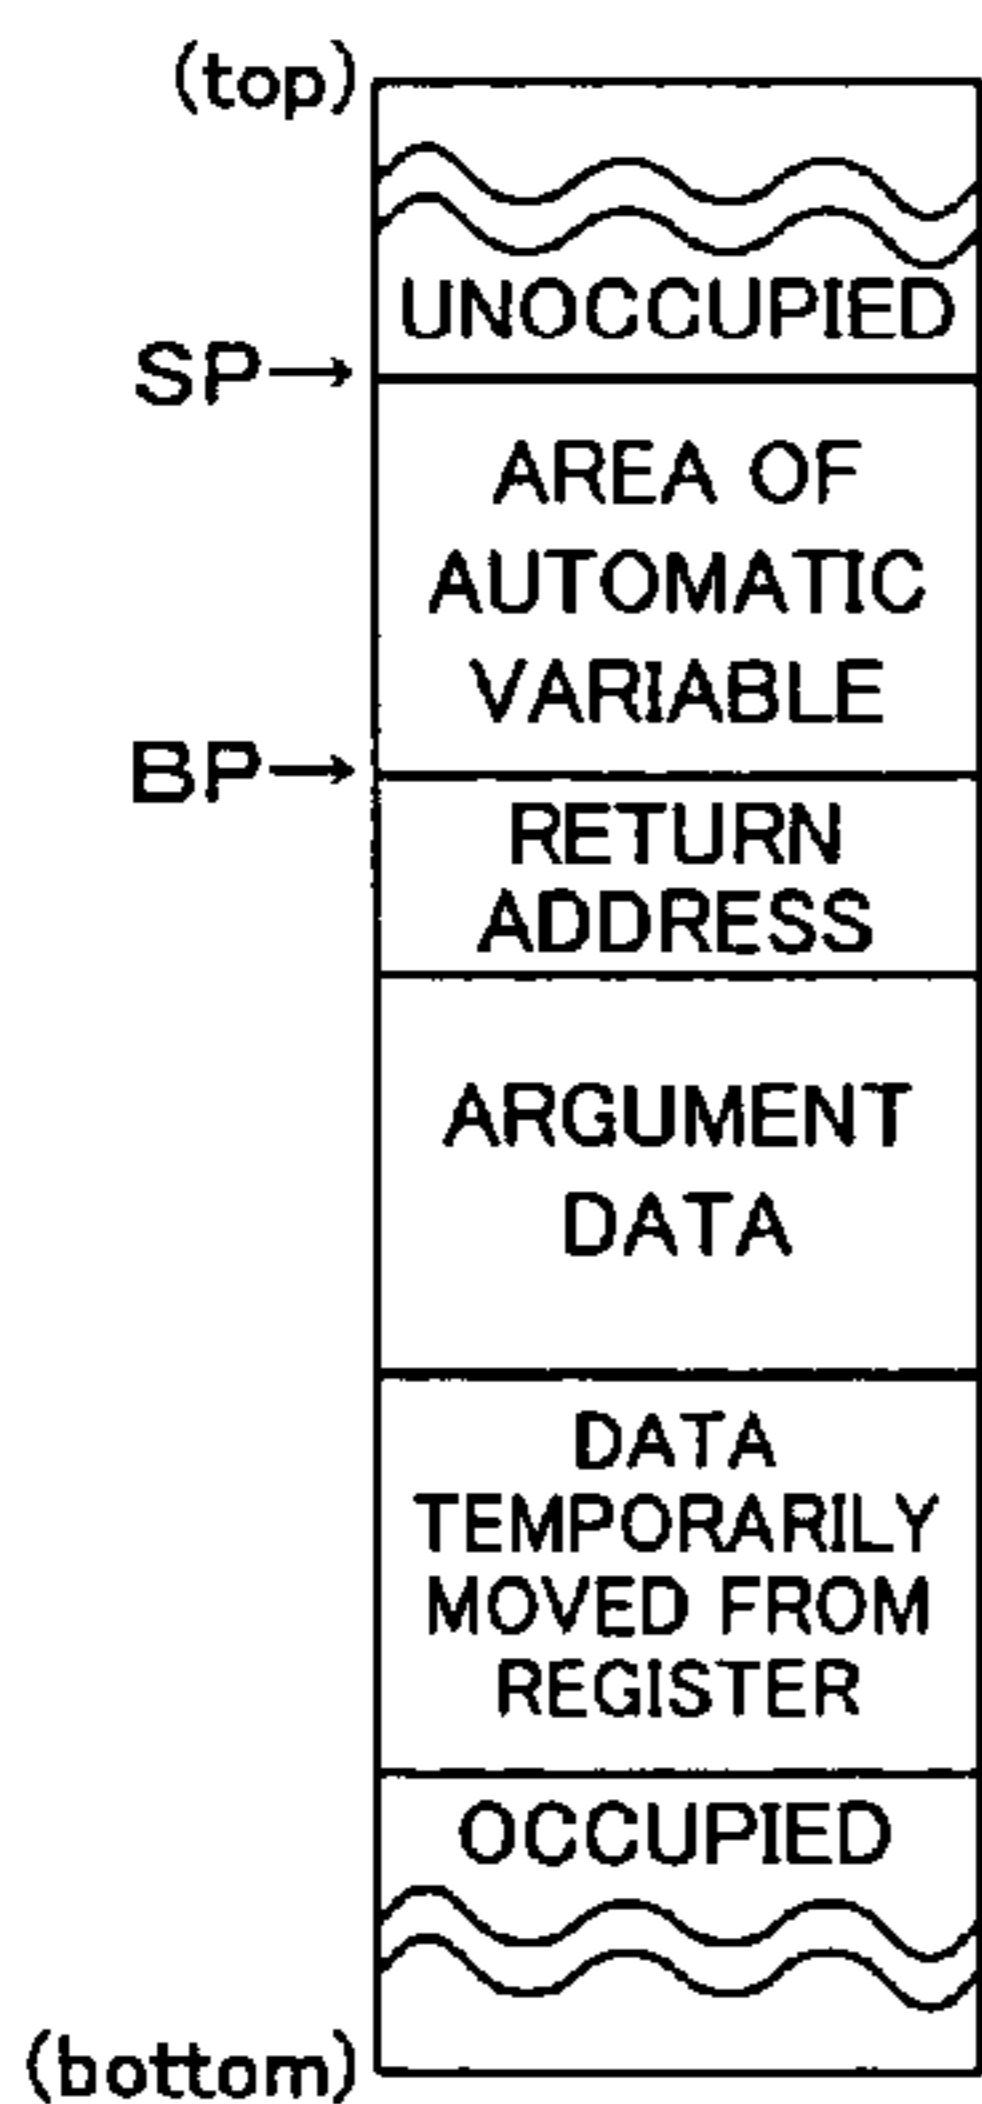 (top)
UNOCCUPIED
SP→
AREA OF
AUTOMATIC
VARIABLE
BP→
RETURN
ADDRESS
ARGUMENT
DATA
DATA
TEMPORARILY
MOVED FROM
REGISTER
OCCUPIED
(bottom)